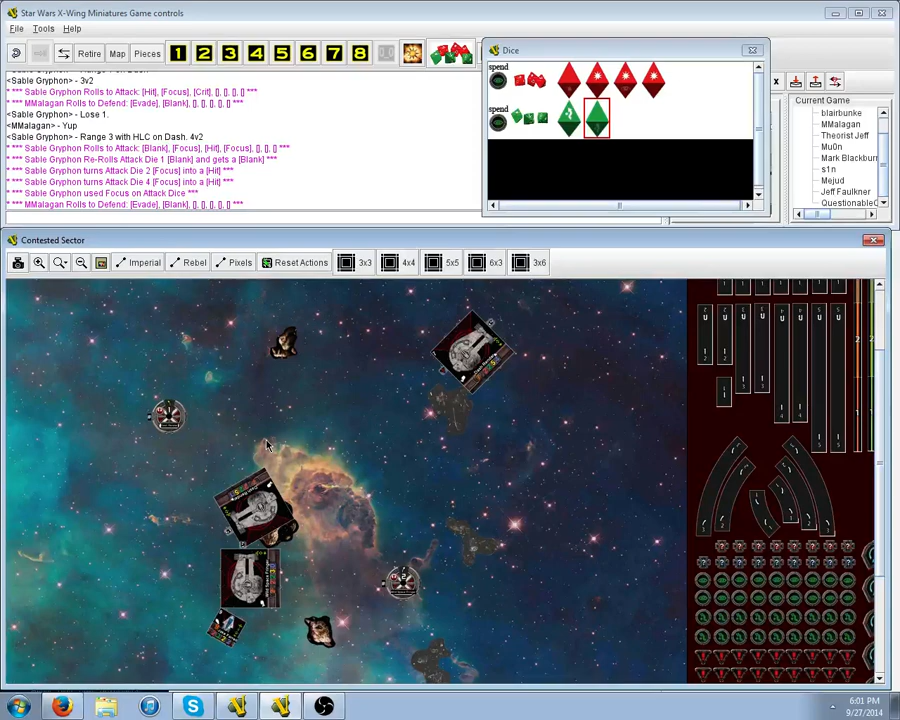 Star Wars X-Wing Miniatures Game controls
File Tools Help
Retire Map Pieces 1 2 3 4 5 6 7 8
<Sable Gryphon> - 3v2
* *** Sable Gryphon Rolls to Attack: [Hit], [Focus], [Crit], [], [], [], []
* *** MMalagan Rolls to Defend: [Evade], [Blank], [], [], [], [], []
<Sable Gryphon> - Lose 1.
<MMalagan> - Yup
<Sable Gryphon> - Range 3 with HLC on Dash. 4v2
* *** Sable Gryphon Rolls to Attack: [Blank], [Focus], [Hit], [Focus], [], [], []
* *** Sable Gryphon Re-Rolls Attack Die 1 [Blank] and gets a [Blank]
* *** Sable Gryphon turns Attack Die 2 [Focus] into a [Hit]
* *** Sable Gryphon turns Attack Die 4 [Focus] into a [Hit]
* *** Sable Gryphon used Focus on Attack Dice ***
* *** MMalagan Rolls to Defend: [Evade], [Blank], [], [], [], [], []
Dice
spend
spend
Current Game
blairbunke
MMalagan
Theorist Jeff
Mu0n
Mark Blackburn
s1n
Mejud
Jeff Faulkner
QuestionableC
Contested Sector
Imperial Rebel Pixels Reset Actions 3x3 4x4 5x5 6x3 3x6
6:01 PM
9/27/2014